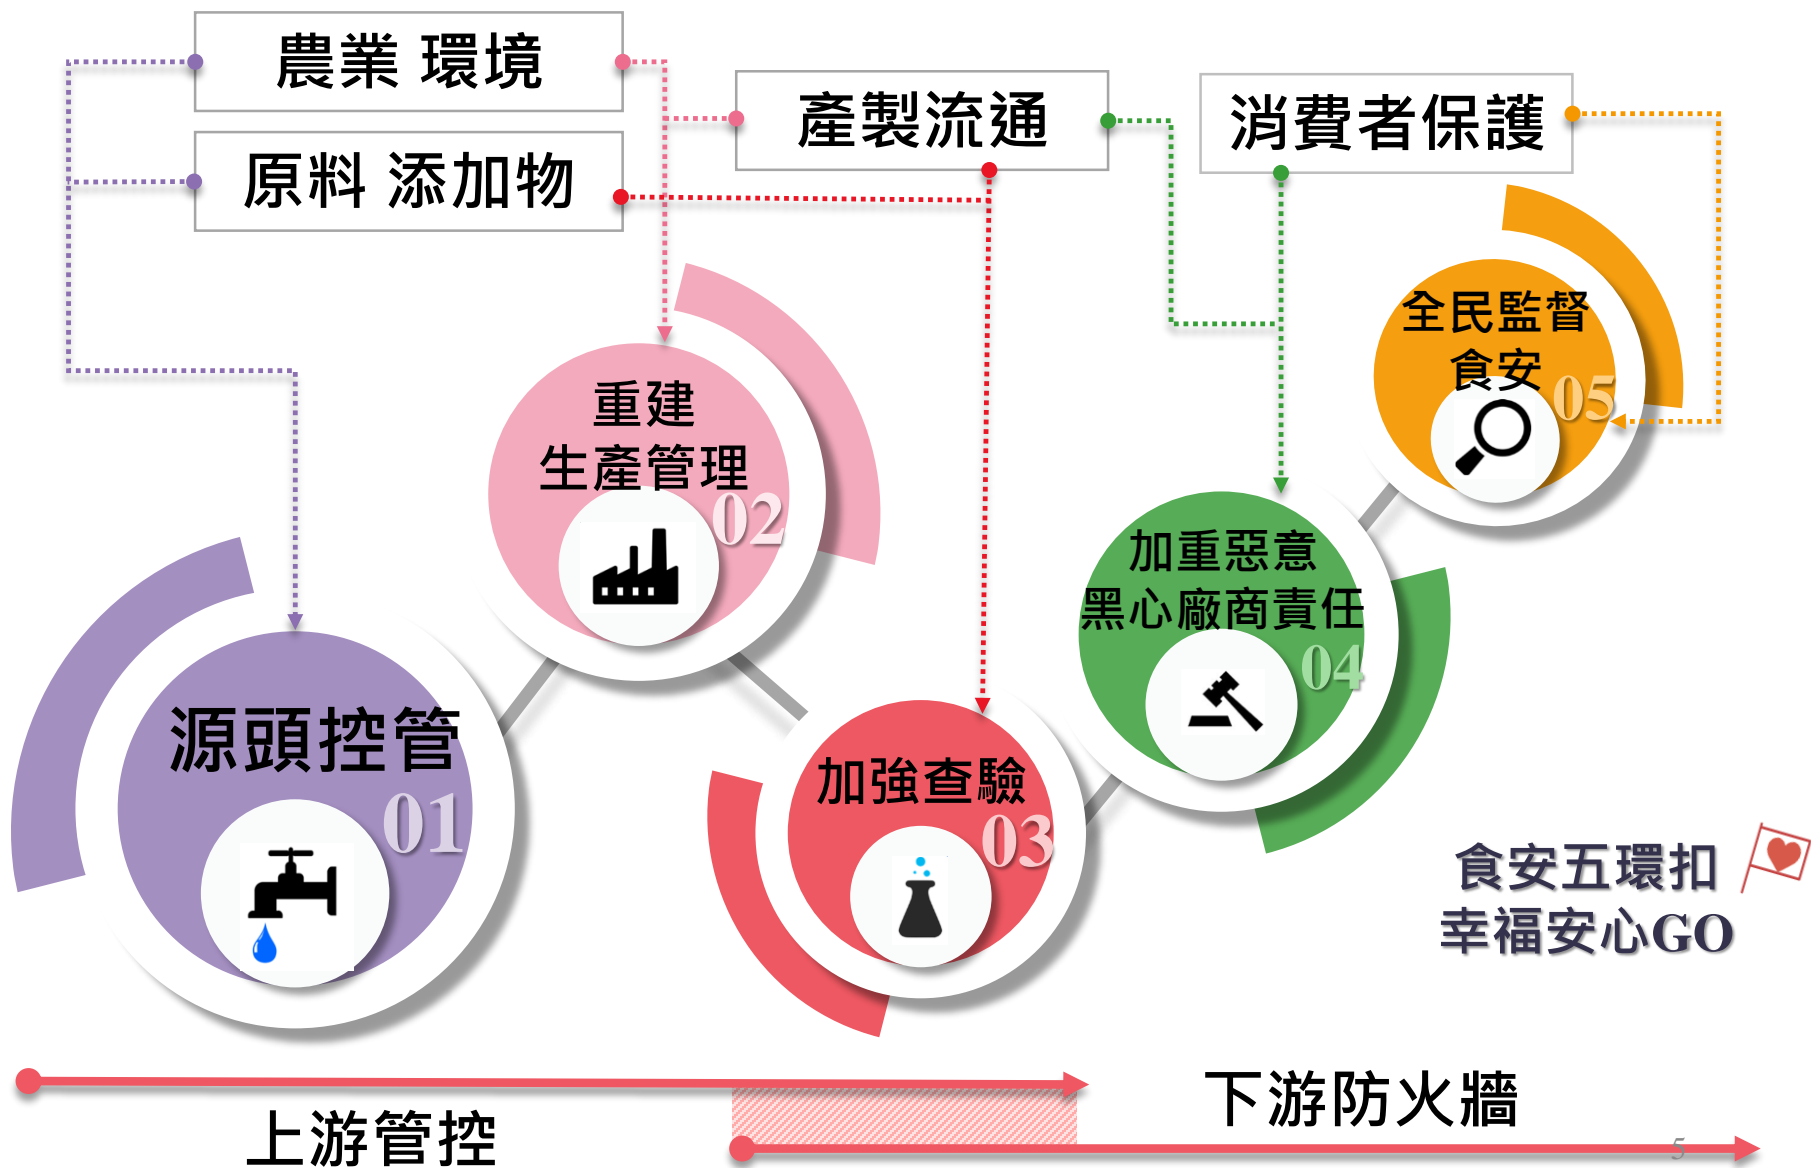 農業 環境
原料 添加物
產製流通
消費者保護
源頭控管
01
重建
生產管理
02
加強查驗
03
加重惡意
黑心廠商責任
04
全民監督
食安
05
食安五環扣
幸福安心GO
上游管控
下游防火牆
5